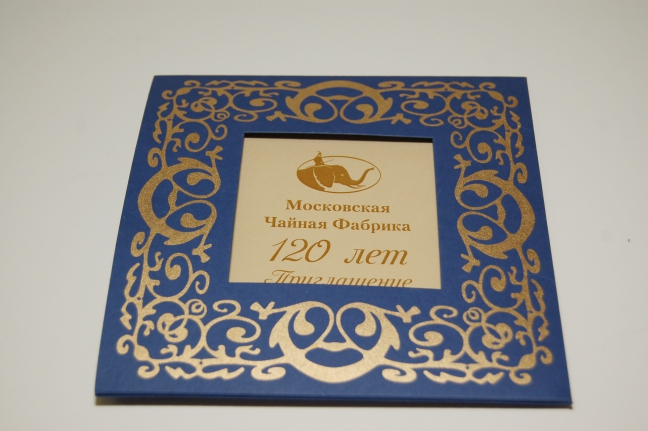 Московская
Чайная Фабрика
120 лет
Приглашение